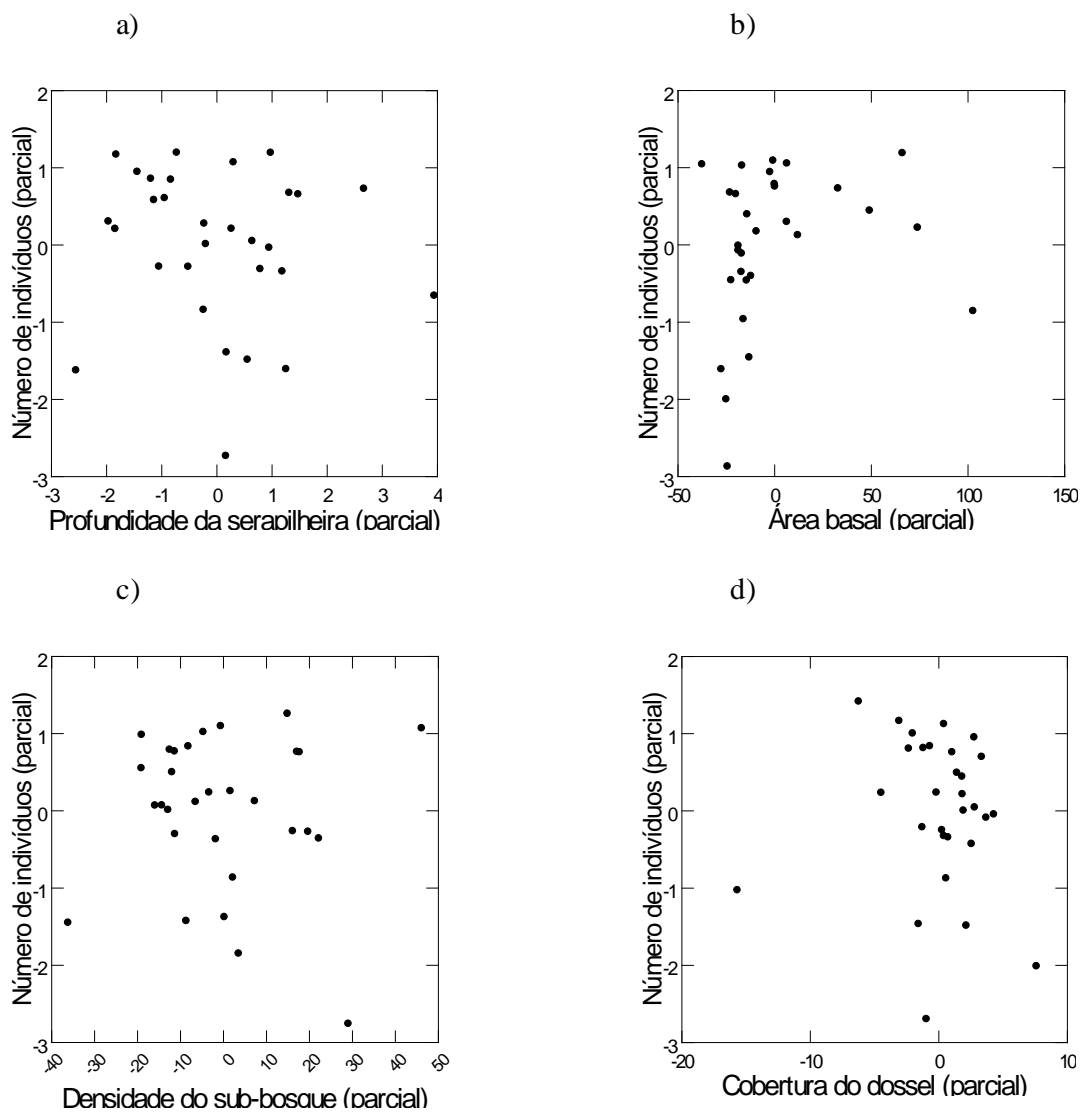 a)
b)
Número de indivíduos (parcial)
2
1
0
-1
-2
-3
-3 -2 -1 0 1 2 3 4
Profundidade da serapilheira (parcial)
Número de indivíduos (parcial)
2
1
0
-1
-2
-3
-50 0 50 100 150
Área basal (parcial)
c)
d)
Número de indivíduos (parcial)
2
1
0
-1
-2
-3
-40 -30 -20 -10 0 10 20 30 40 50
Densidade do sub-bosque (parcial)
Número de indivíduos (parcial)
2
1
0
-1
-2
-3
-20 -10 0 10
Cobertura do dossel (parcial)